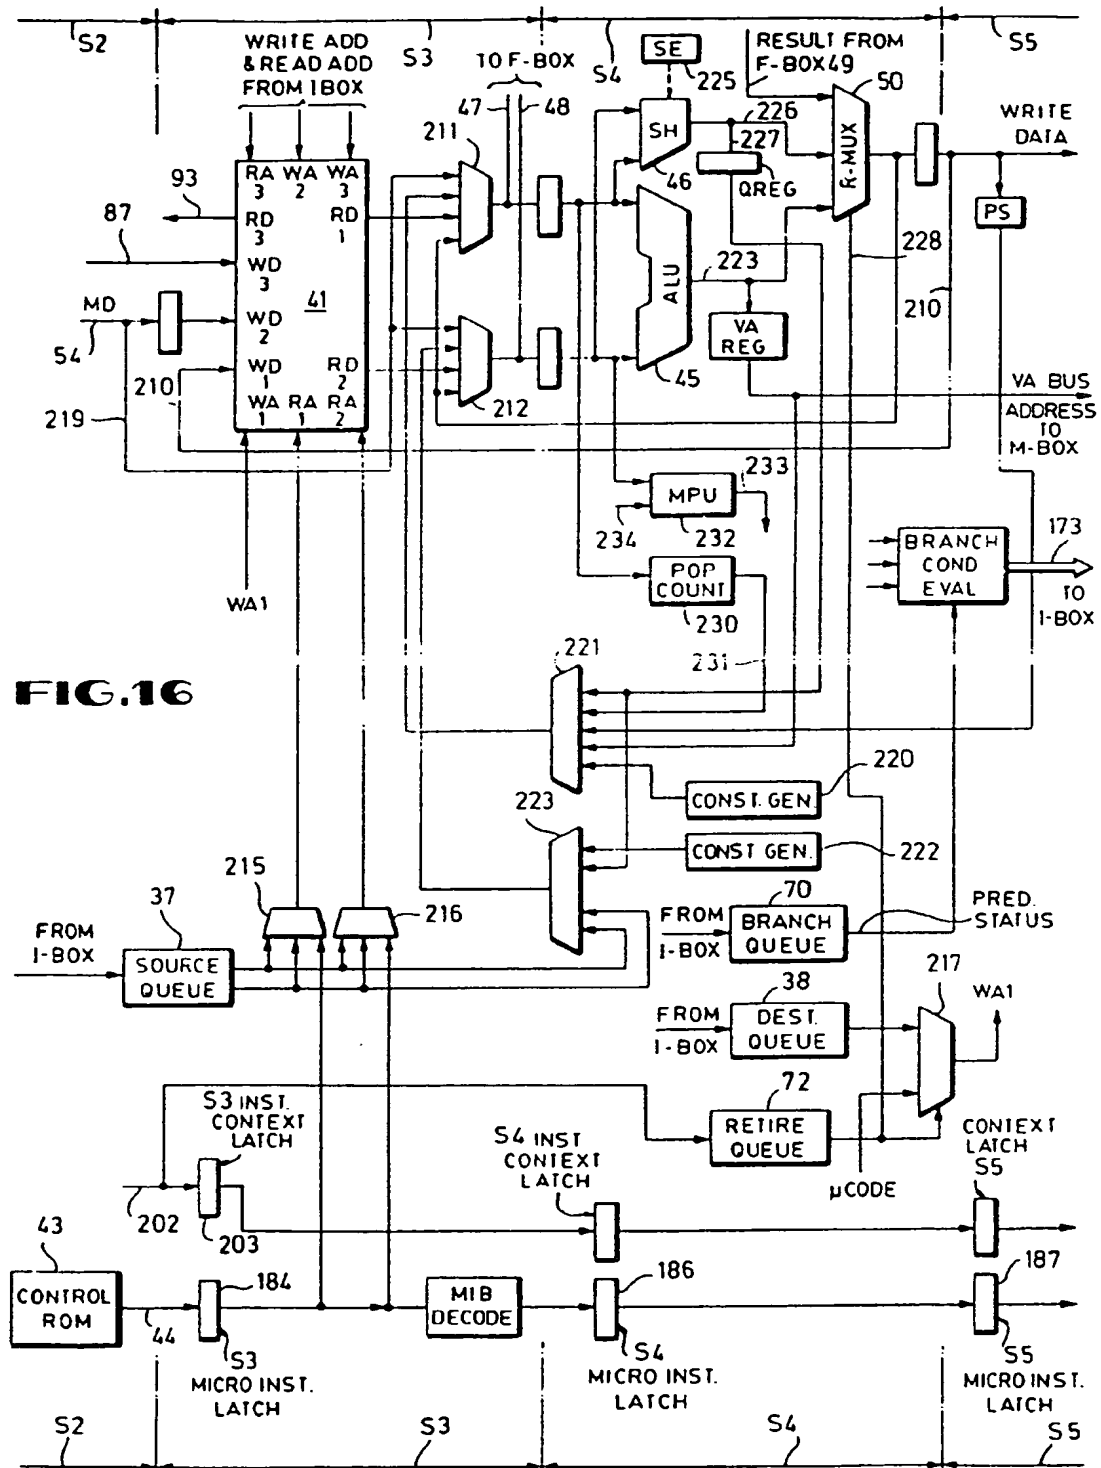 S2
S3
S4
S5
WRITE ADD
& READ ADD
FROM IBOX
TO F-BOX
47
48
211
SE
225
RESULT FROM
F-BOX49
50
SH
226
227
46
QREG
R-MUX
WRITE
DATA
PS
93
87
RA
3
WA
2
WA
3
RD
3
RD
1
WD
3
41
MD
54
WD
2
WD
1
RD
2
WA
1
RA
1
RA
2
210
219
212
ALU
223
45
VA
REG
228
210
VA BUS
ADDRESS
TO
M-BOX
MPU
233
234
232
POP
COUNT
230
231
BRANCH
COND
EVAL
173
TO
I-BOX
WA1
FIG.16
221
CONST. GEN.
220
223
CONST GEN.
222
215
216
FROM
I-BOX
37
SOURCE
QUEUE
FROM
I-BOX
70
BRANCH
QUEUE
PRED.
STATUS
FROM
I-BOX
38
DEST.
QUEUE
217
WA1
72
RETIRE
QUEUE
µCODE
S3 INST.
CONTEXT
LATCH
202
203
S4 INST
CONTEXT
LATCH
CONTEXT
LATCH
S5
43
CONTROL
ROM
44
184
S3
MICRO INST.
LATCH
MIB
DECODE
186
S4
MICRO INST.
LATCH
187
S5
MICRO INST.
LATCH
S2
S3
S4
S5